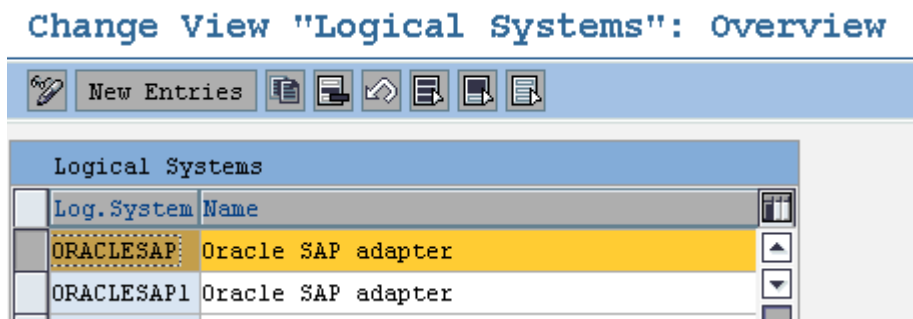 Change View "Logical Systems": Overview
New Entries
Logical Systems
Log.System Name
ORACLESAP Oracle SAP adapter
ORACLESAP1 Oracle SAP adapter